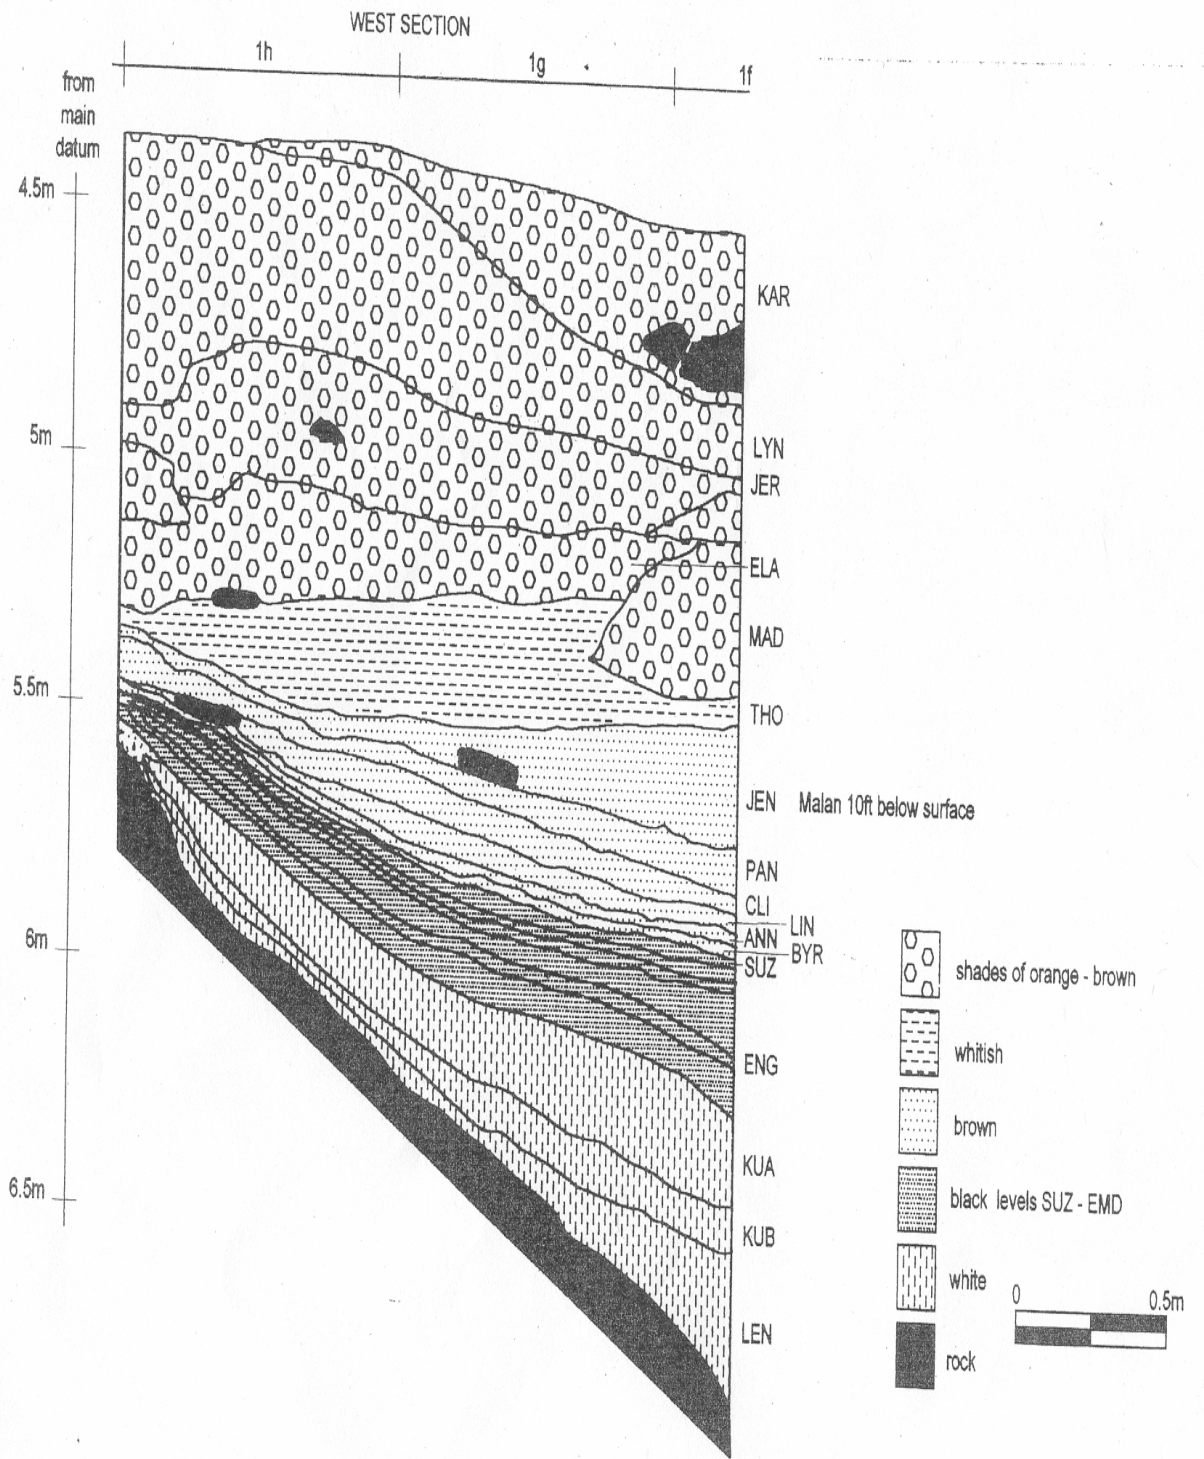 WEST SECTION
1h
1g
1f
from
main
datum
4.5m
5m
5.5m
6m
6.5m
KAR
LYN
JER
ELA
MAD
THO
JEN
Malan 10ft below surface
PAN
CLI
LIN
ANN
BYR
SUZ
ENG
KUA
KUB
LEN
shades of orange - brown
whitish
brown
black levels SUZ - EMD
white
rock
0
0.5m